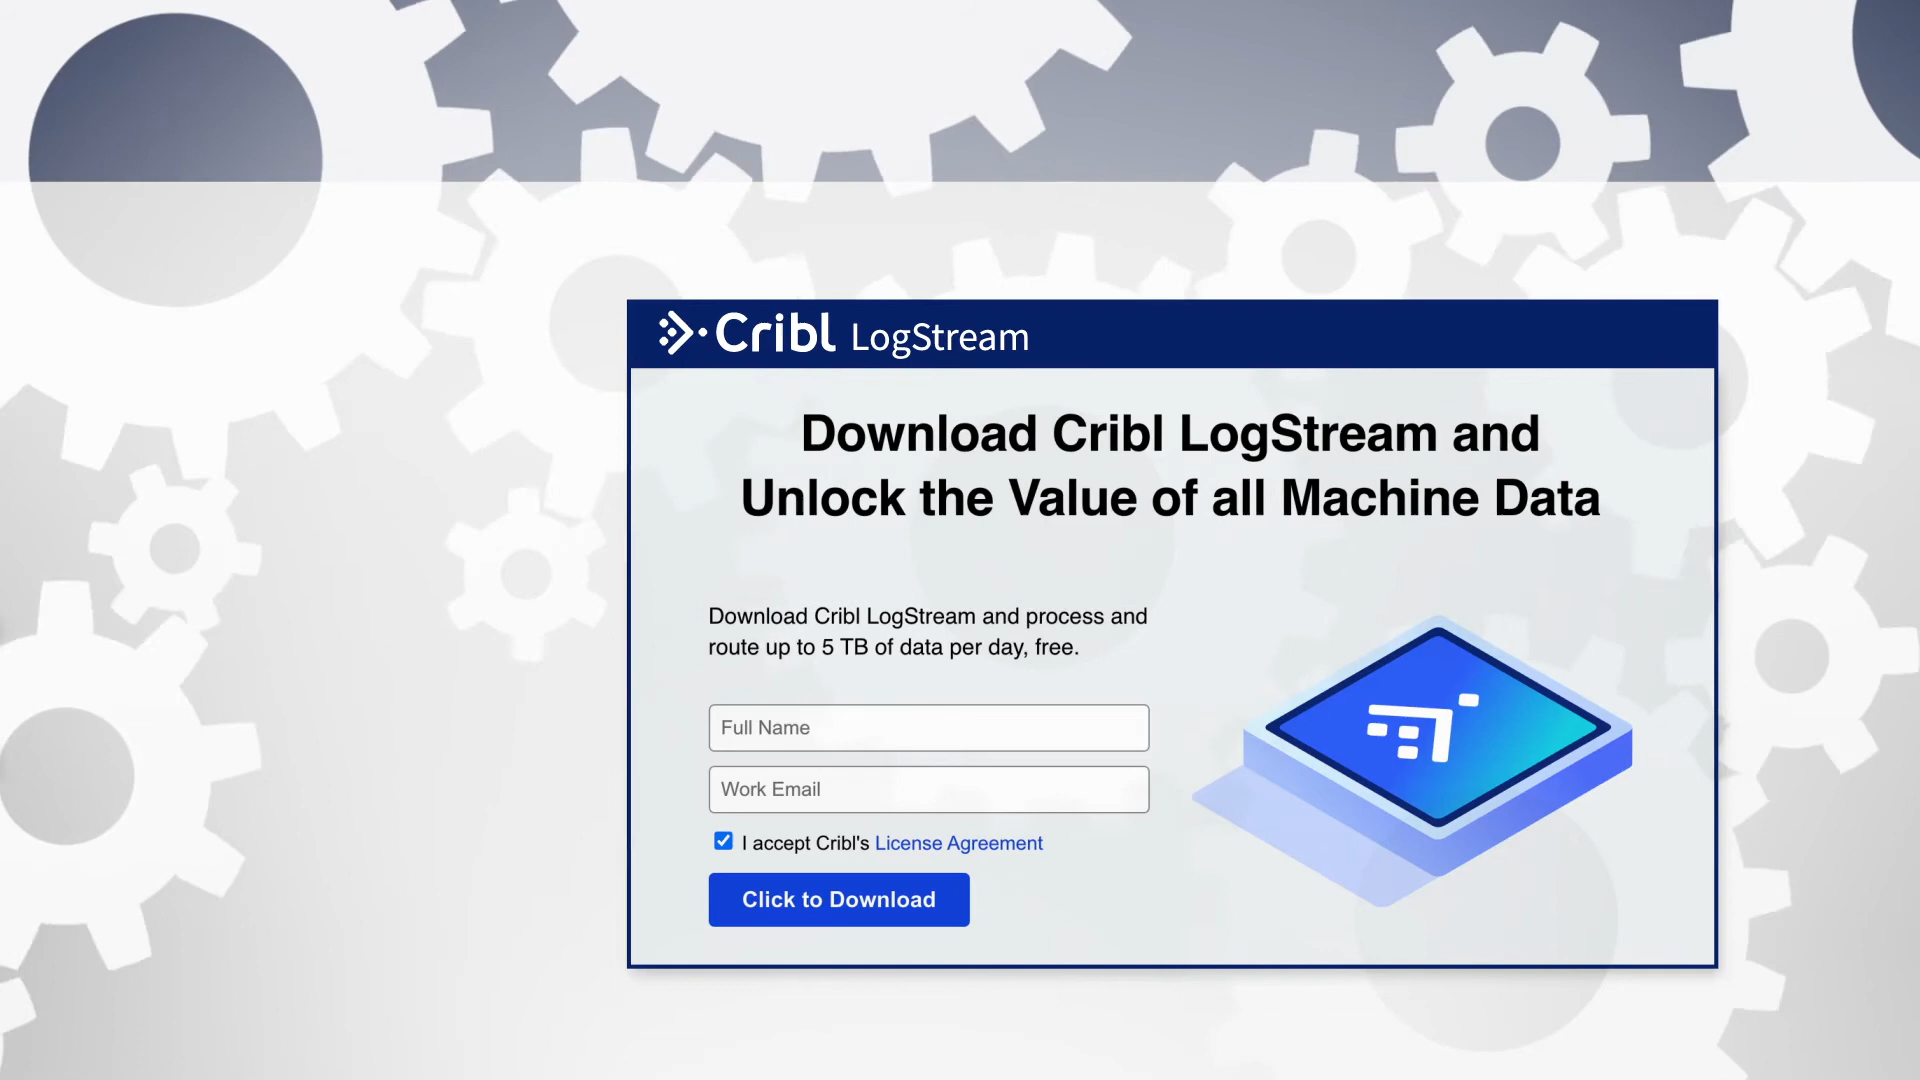 Cribl LogStream
Download Cribl LogStream and
Unlock the Value of all Machine Data
Download Cribl LogStream and process and
route up to 5 TB of data per day, free.
Full Name
Work Email
I accept Cribl's License Agreement
Click to Download